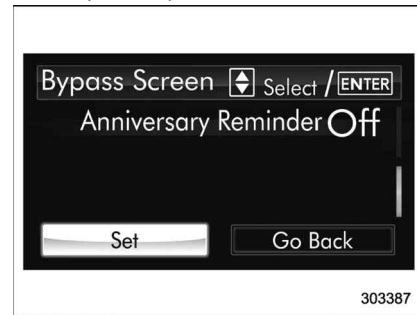 Bypass Screen Select / ENTER
Anniversary Reminder Off
Set Go Back
303387